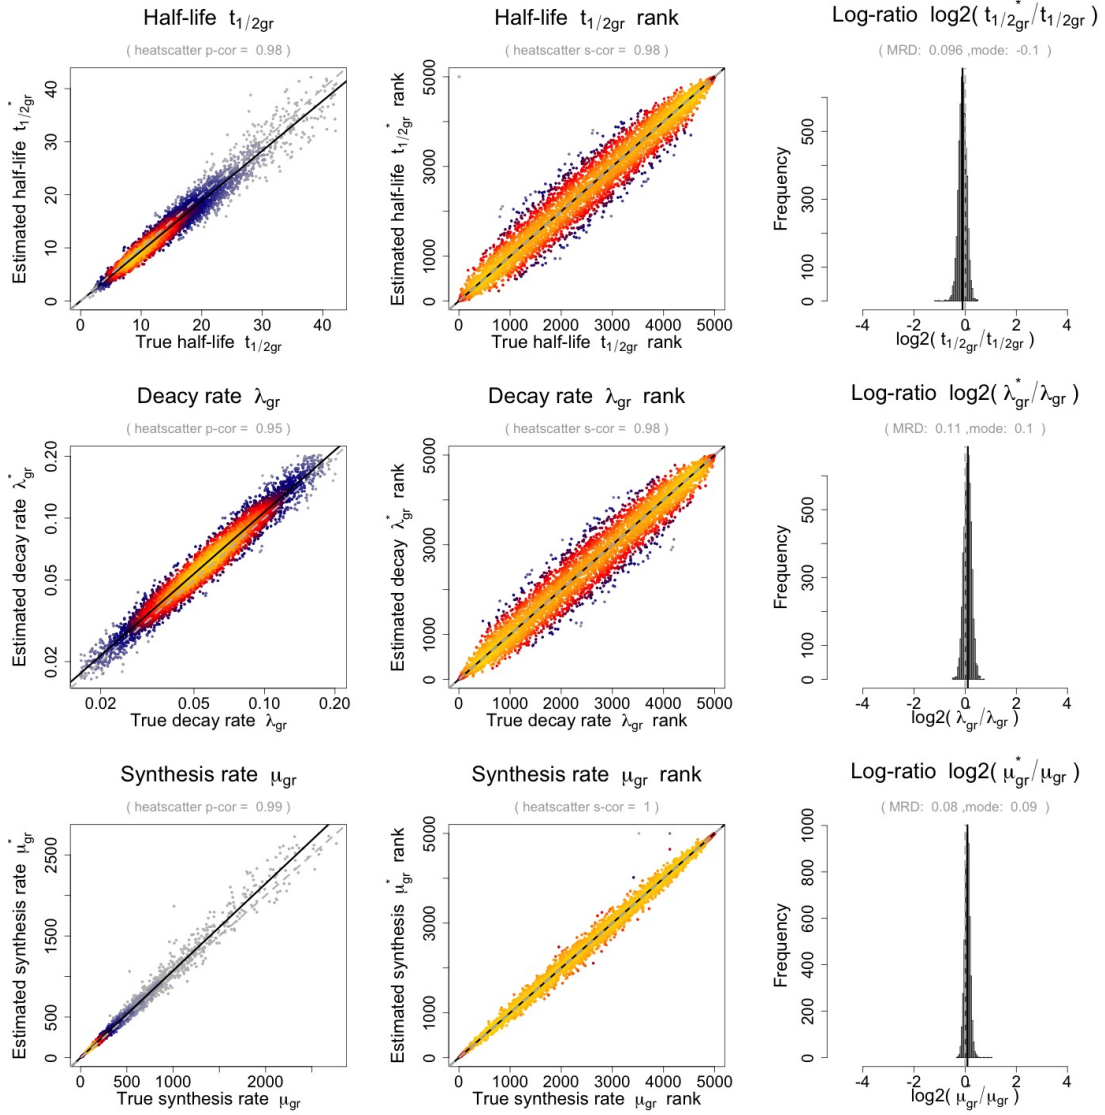 Half-life t1/2gr
( heatscatter p-cor = 0.98 )
Estimated half-life t*1/2gr
40
30
20
10
0
0 10 20 30 40
True half-life t1/2gr
Half-life t1/2gr rank
( heatscatter s-cor = 0.98 )
Estimated half-life t*1/2gr rank
5000
3000
1000
0
0 1000 2000 3000 4000 5000
True half-life t1/2gr rank
Log-ratio log2( t*1/2gr/t1/2gr )
( MRD: 0.096 ,mode: -0.1 )
Frequency
500
300
100
0
-4 -2 0 2 4
log2( t*1/2gr/t1/2gr )
Deacy rate λgr
( heatscatter p-cor = 0.95 )
Estimated decay rate λ*gr
0.20
0.10
0.05
0.02
0.02 0.05 0.10 0.20
True decay rate λgr
Decay rate λgr rank
( heatscatter s-cor = 0.98 )
Estimated decay λ*gr rank
5000
3000
1000
0
0 1000 2000 3000 4000 5000
True decay rate λgr rank
Log-ratio log2( λ*gr/λgr )
( MRD: 0.11 ,mode: 0.1 )
Frequency
500
300
100
0
-4 -2 0 2 4
log2( λ*gr/λgr )
Synthesis rate μgr
( heatscatter p-cor = 0.99 )
Estimated synthesis rate μ*gr
2500
1500
500
0
0 500 1000 2000
True synthesis rate μgr
Synthesis rate μgr rank
( heatscatter s-cor = 1 )
Estimated synthesis μ*gr rank
5000
3000
1000
0
0 1000 2000 3000 4000 5000
True synthesis rate μgr rank
Log-ratio log2( μ*gr/μgr )
( MRD: 0.08 ,mode: 0.09 )
Frequency
1000
800
600
400
200
0
-4 -2 0 2 4
log2( μ*gr/μgr )